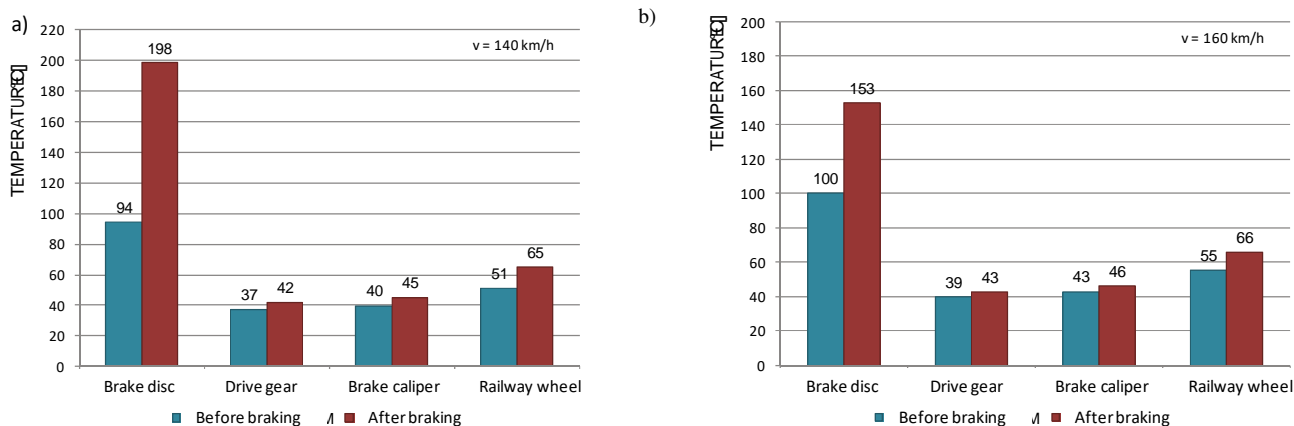 a)
TEMPERATURE [°C]
v = 140 km/h
220
200
180
160
140
120
100
80
60
40
20
0
94
198
37
42
40
45
51
65
Brake disc
Drive gear
Brake caliper
Railway wheel
Before braking
After braking
b)
TEMPERATURE [°C]
v = 160 km/h
200
180
160
140
120
100
80
60
40
20
0
100
153
39
43
43
46
55
66
Brake disc
Drive gear
Brake caliper
Railway wheel
Before braking
After braking